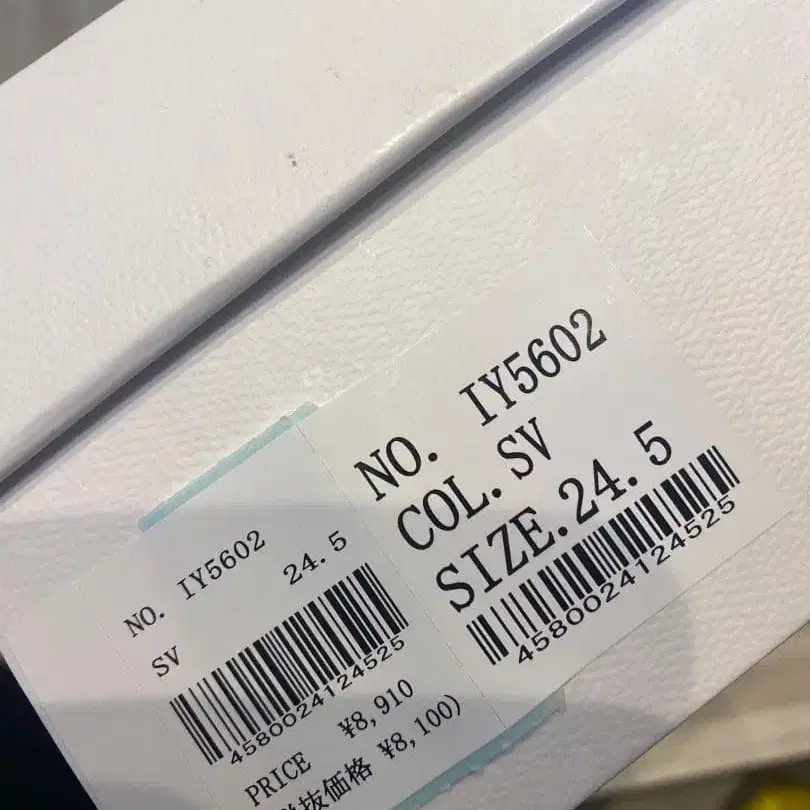 NO. IY5602
COL. SV
SIZE. 24. 5
4580024124525
NO. IY5602
SV 24. 5
4580024124525
PRICE ¥8, 910
抜価格 ¥8, 100)